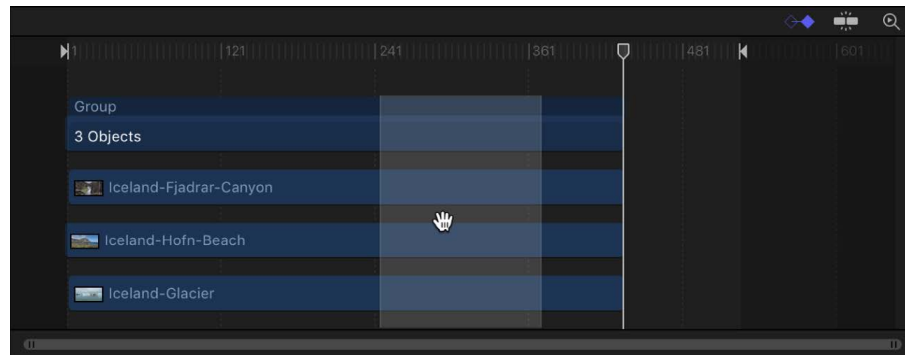 1 121 241 361 481 601
Group
3 Objects
Iceland-Fjadrar-Canyon
Iceland-Hofn-Beach
Iceland-Glacier